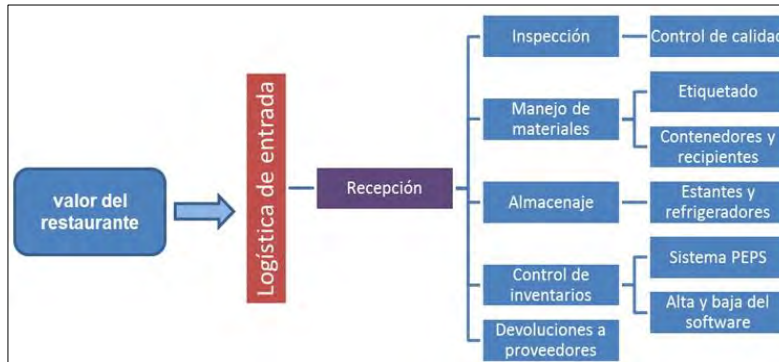 valor del
restaurante
Logística de entrada
Recepción
Inspección
Control de calidad
Manejo de
materiales
Etiquetado
Contenedores y
recipientes
Almacenaje
Estantes y
refrigeradores
Control de
inventarios
Sistema PEPS
Alta y baja del
software
Devoluciones a
proveedores